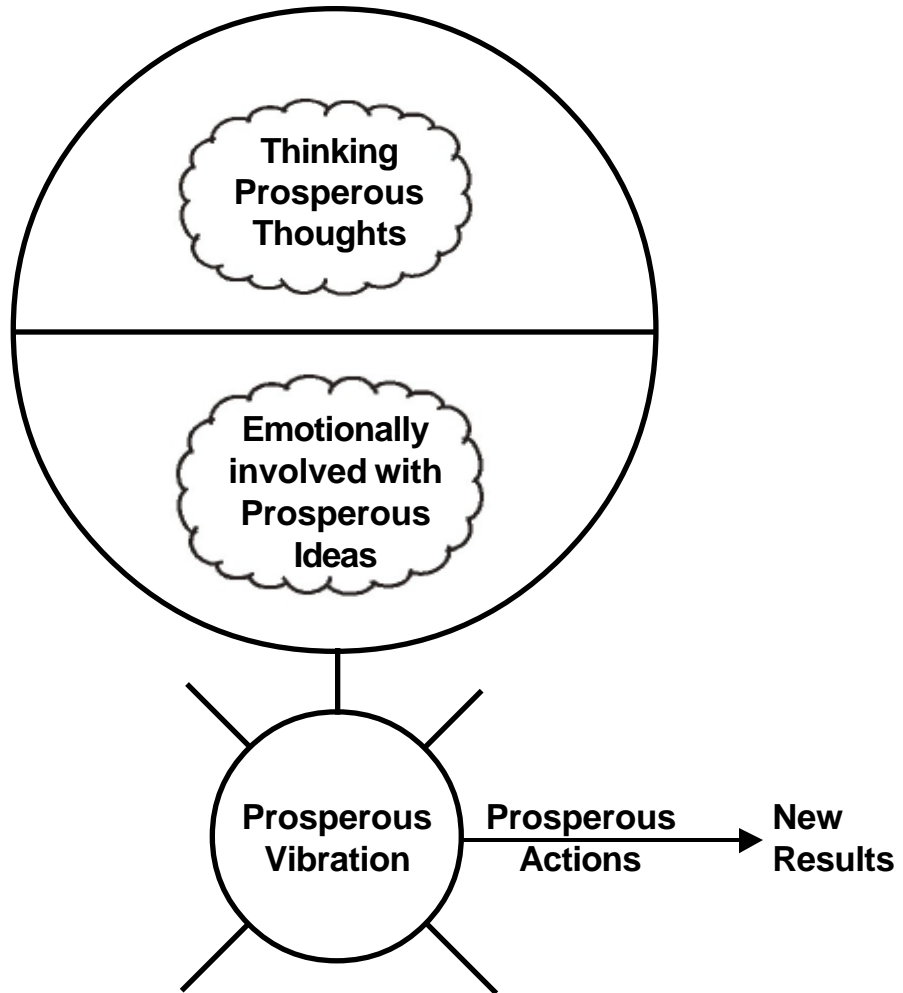 Thinking
Prosperous
Thoughts
Emotionally
involved with
Prosperous
Ideas
Prosperous
Vibration
Prosperous
Actions
New
Results